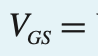 V_GS =